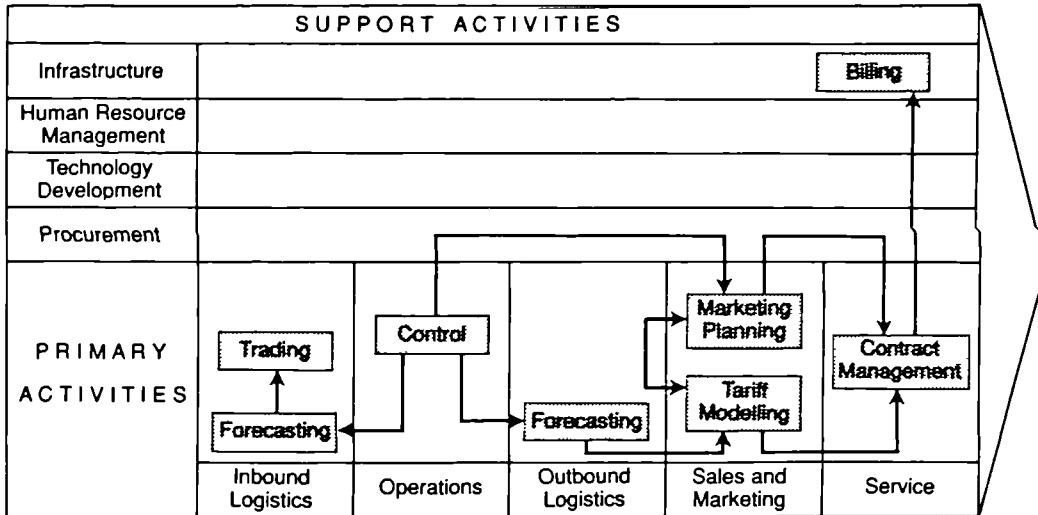 SUPPORT ACTIVITIES
Infrastructure
Billing
Human Resource
Management
Technology
Development
Procurement
PRIMARY
ACTIVITIES
Trading
Forecasting
Control
Forecasting
Marketing
Planning
Tariff
Modelling
Contract
Management
Inbound
Logistics
Operations
Outbound
Logistics
Sales and
Marketing
Service